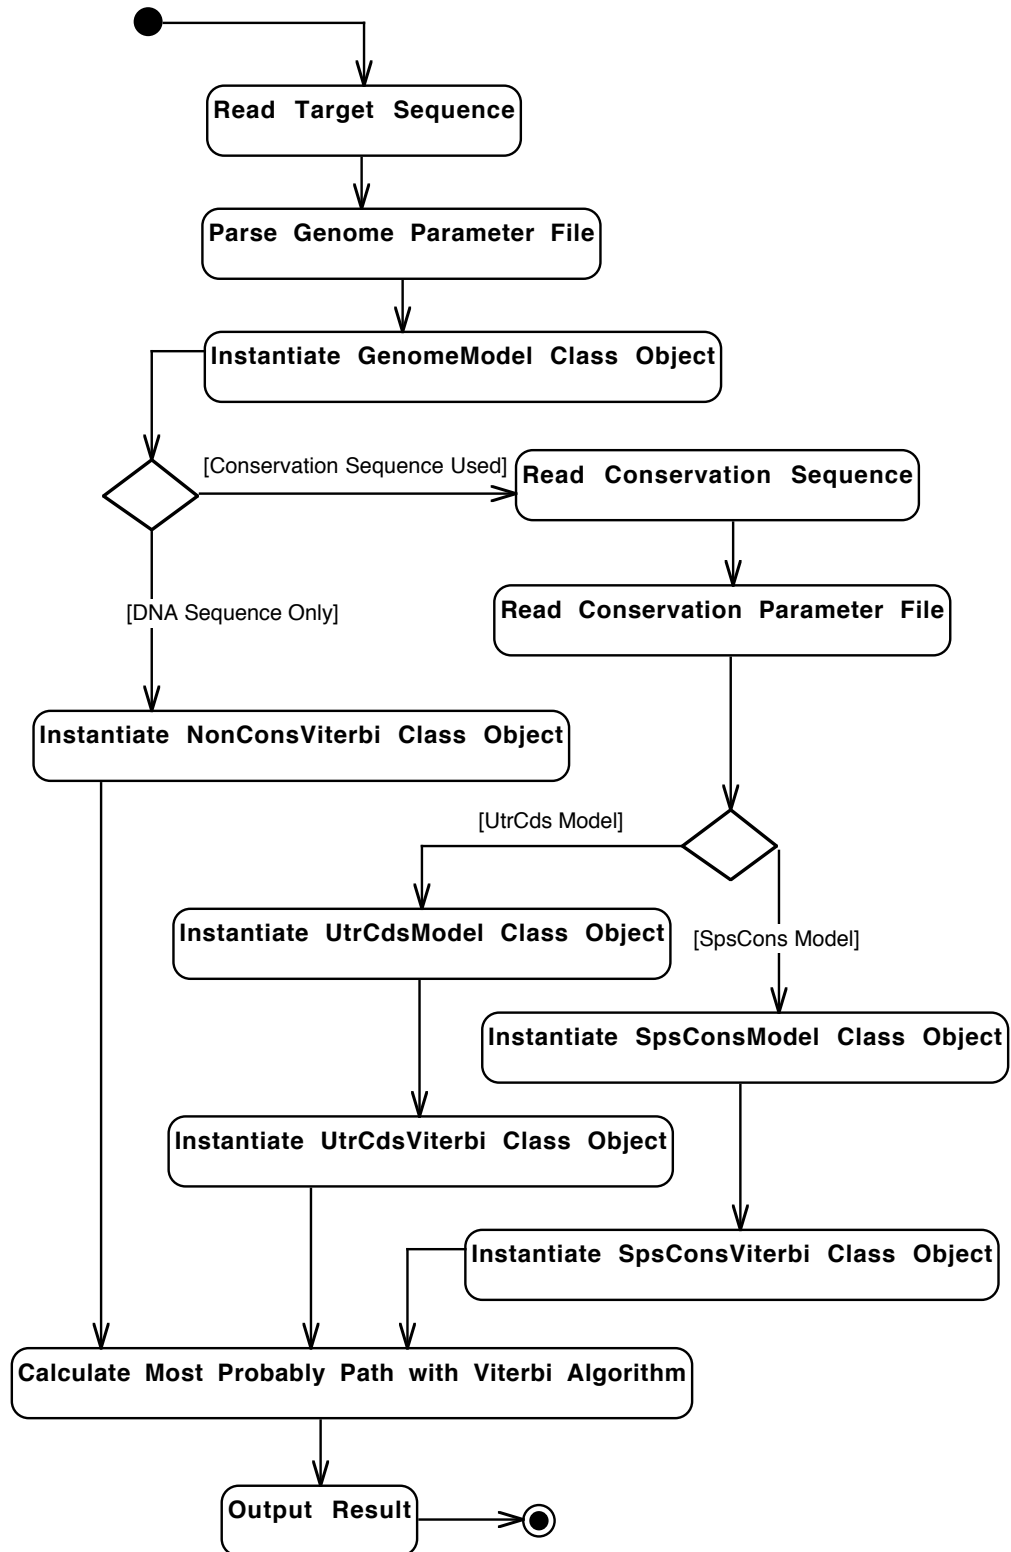 Read Target Sequence
Parse Genome Parameter File
Instantiate GenomeModel Class Object
[Conservation Sequence Used]
Read Conservation Sequence
Read Conservation Parameter File
[DNA Sequence Only]
Instantiate NonConsViterbi Class Object
[UtrCds Model]
Instantiate UtrCdsModel Class Object
[SpsCons Model]
Instantiate SpsConsModel Class Object
Instantiate UtrCdsViterbi Class Object
Instantiate SpsConsViterbi Class Object
Calculate Most Probably Path with Viterbi Algorithm
Output Result